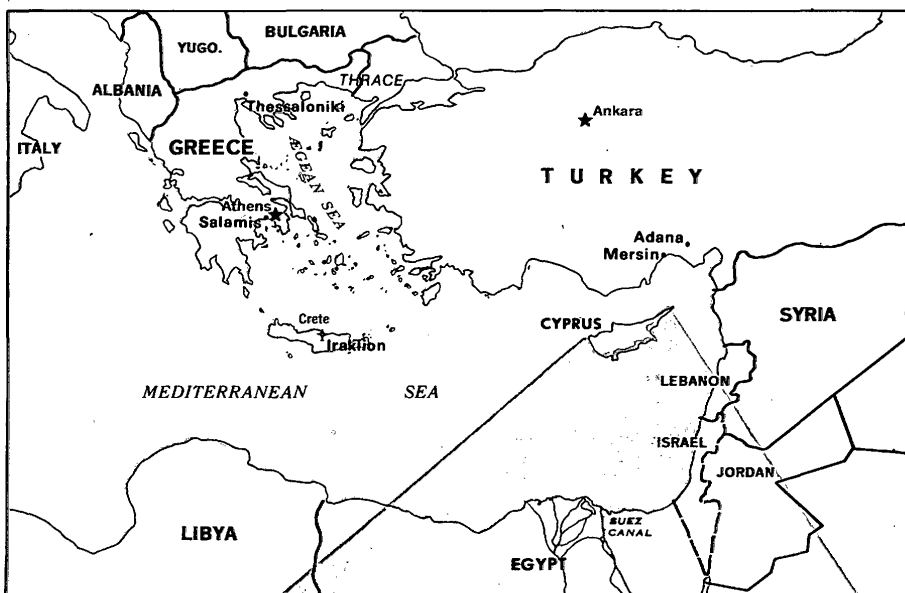 BULGARIA
YUGO.
THRACE
ALBANIA
Thessaloniki
Ankara
ITALY
GREECE
ÆGEAN SEA
TURKEY
Athens
Salamis
Adana
Mersin
Crete
Iraklion
CYPRUS
SYRIA
MEDITERRANEAN SEA
LEBANON
ISRAEL
JORDAN
LIBYA
SUEZ
CANAL
EGYPT